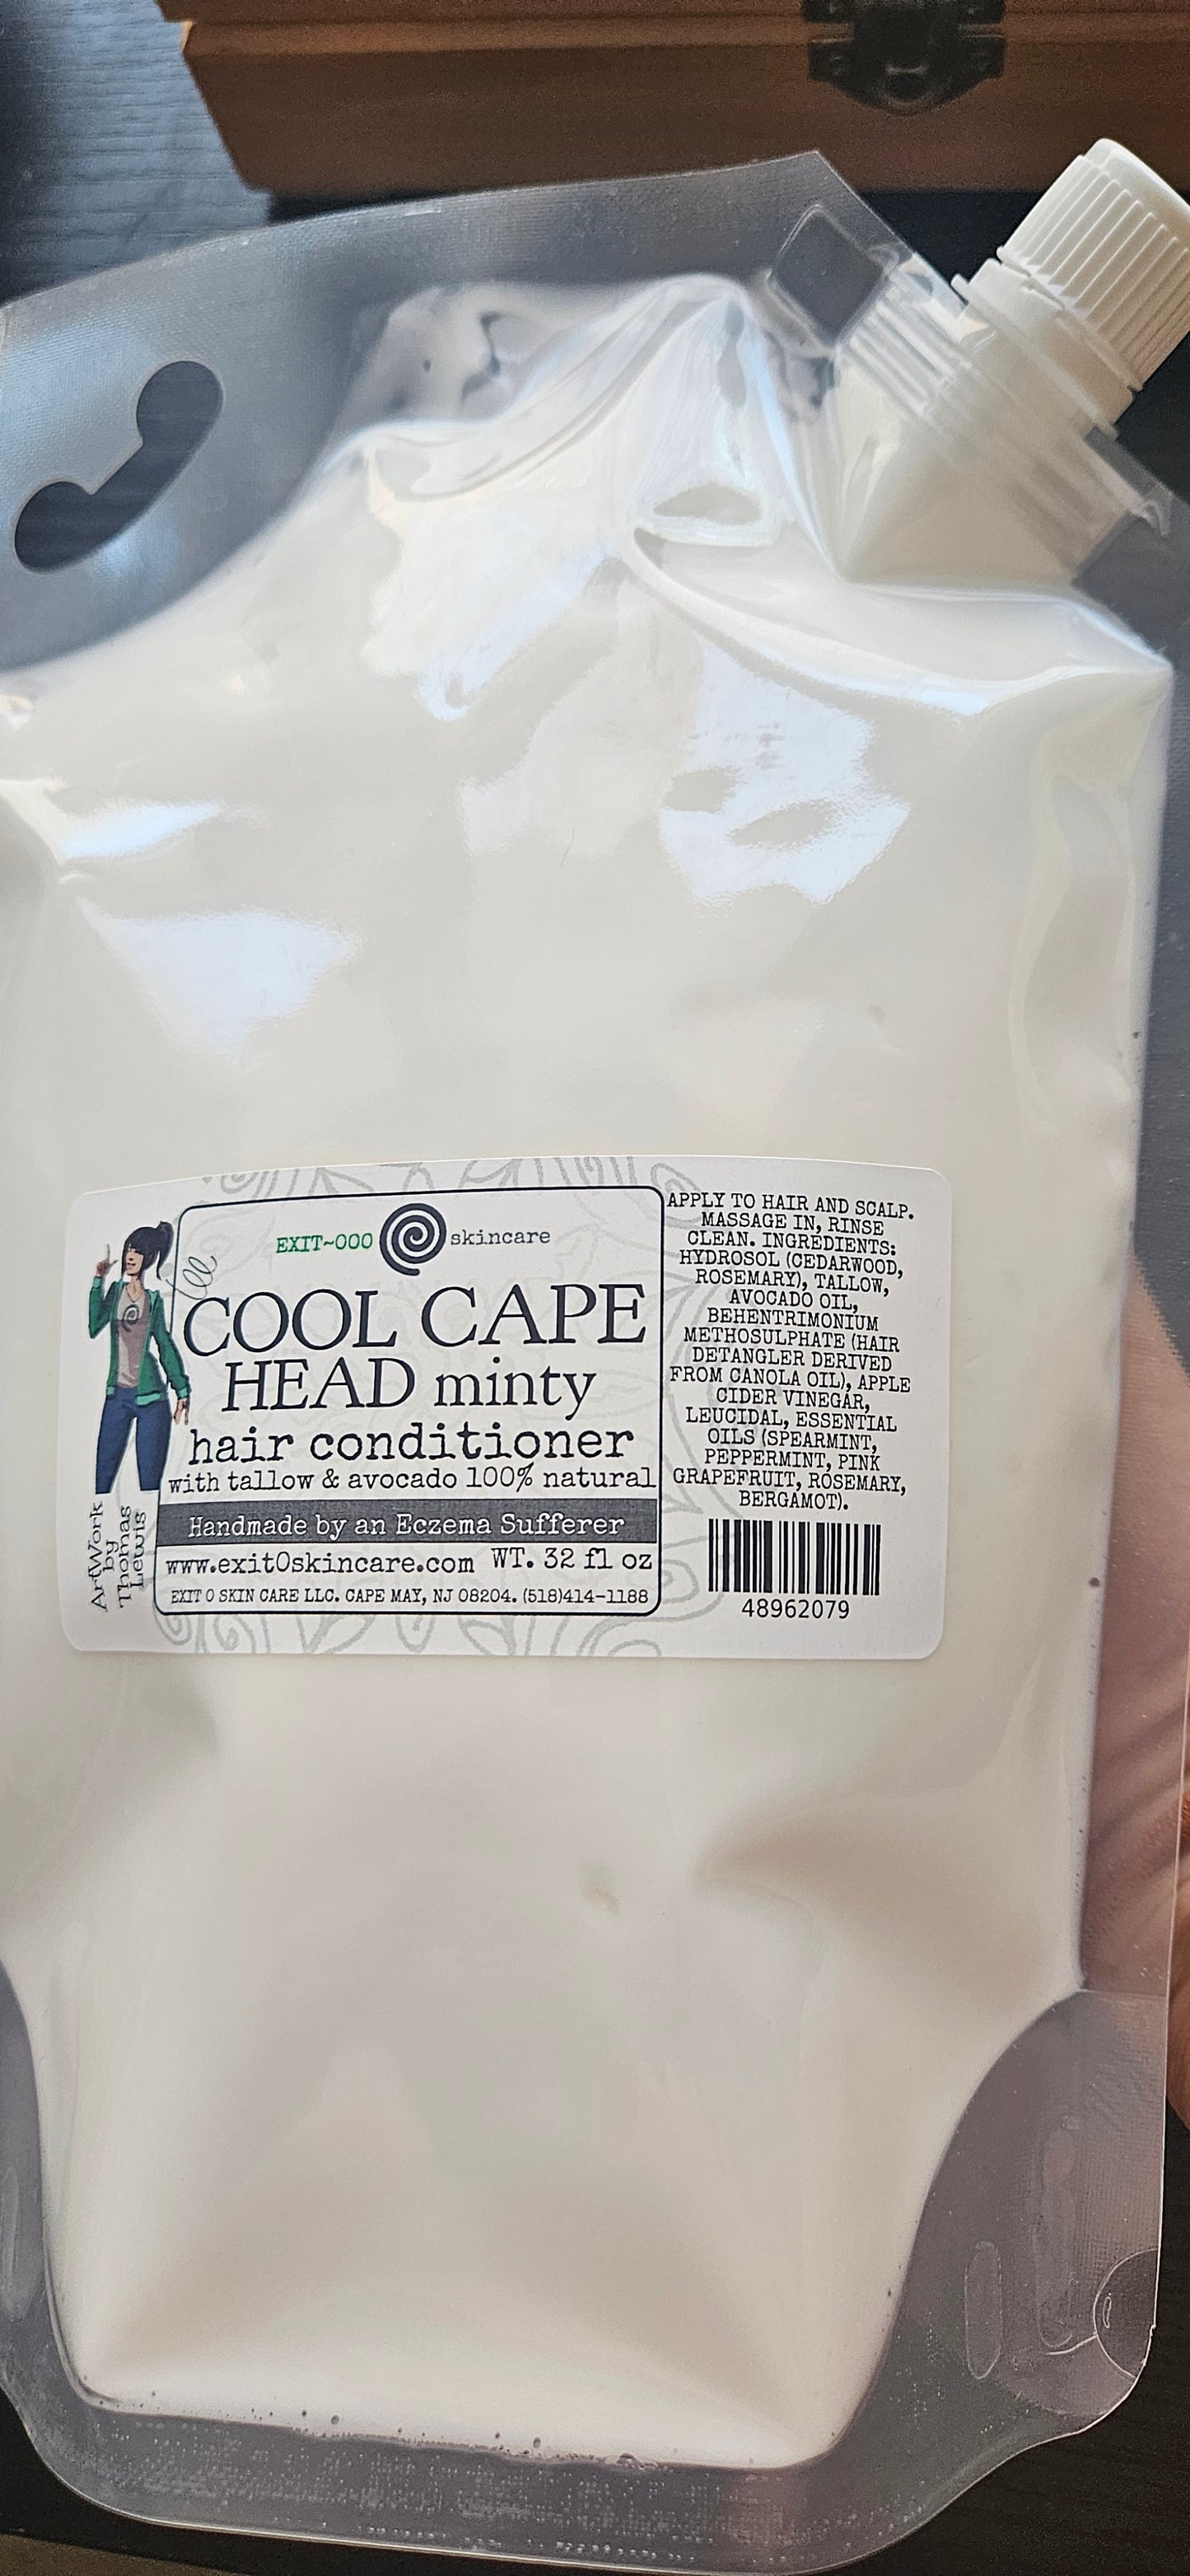 EXIT~000 skincare
COOL CAPE
HEAD minty
hair conditioner
with tallow & avocado 100% natural
Handmade by an Eczema Sufferer
www.exit0skincare.com WT. 32 fl oz
EXIT 0 SKIN CARE LLC. CAPE MAY, NJ 08204. (518)414-1188
ArtWork
by
Thomas
Lewis
APPLY TO HAIR AND SCALP.
MASSAGE IN, RINSE
CLEAN. INGREDIENTS:
HYDROSOL (CEDARWOOD,
ROSEMARY), TALLOW,
AVOCADO OIL,
BEHENTRIMONIUM
METHOSULPHATE (HAIR
DETANGLER DERIVED
FROM CANOLA OIL), APPLE
CIDER VINEGAR,
LEUCIDAL, ESSENTIAL
OILS (SPEARMINT,
PEPPERMINT, PINK
GRAPEFRUIT, ROSEMARY,
BERGAMOT).
48962079